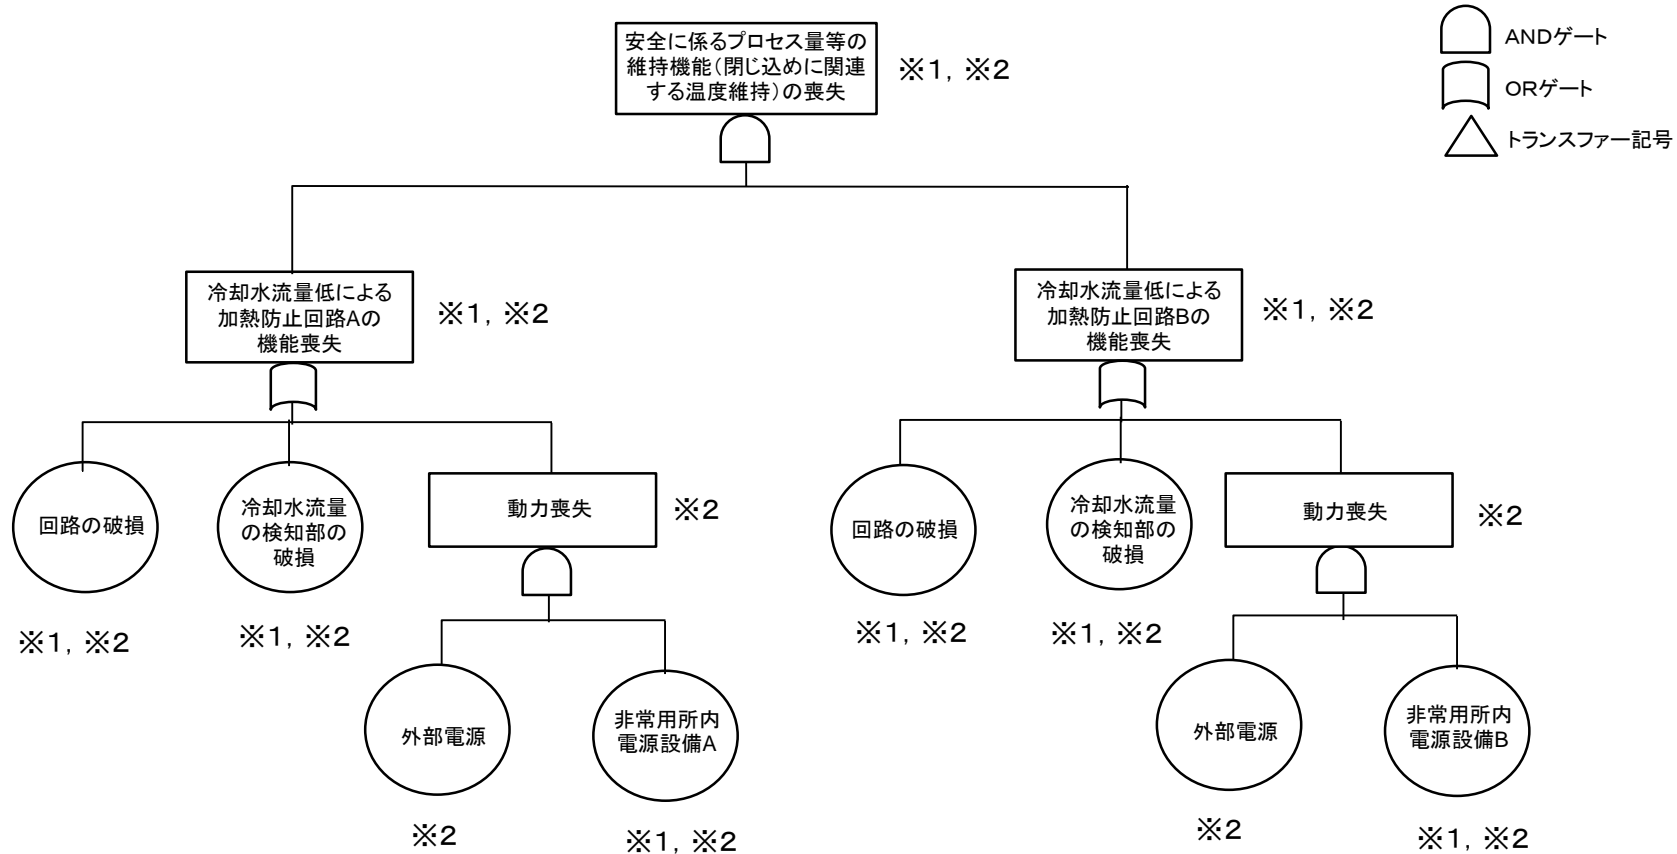 安全に係るプロセス量等の
維持機能(閉じ込めに関連
する温度維持)の喪失
※1, ※2
ANDゲート
ORゲート
トランスファー記号
冷却水流量低による
加熱防止回路Aの
機能喪失
※1, ※2
冷却水流量低による
加熱防止回路Bの
機能喪失
※1, ※2
回路の破損
※1, ※2
冷却水流量
の検知部の
破損
※1, ※2
動力喪失
※2
外部電源
※2
非常用所内
電源設備A
※1, ※2
回路の破損
※1, ※2
冷却水流量
の検知部の
破損
※1, ※2
動力喪失
※2
外部電源
※2
非常用所内
電源設備B
※1, ※2